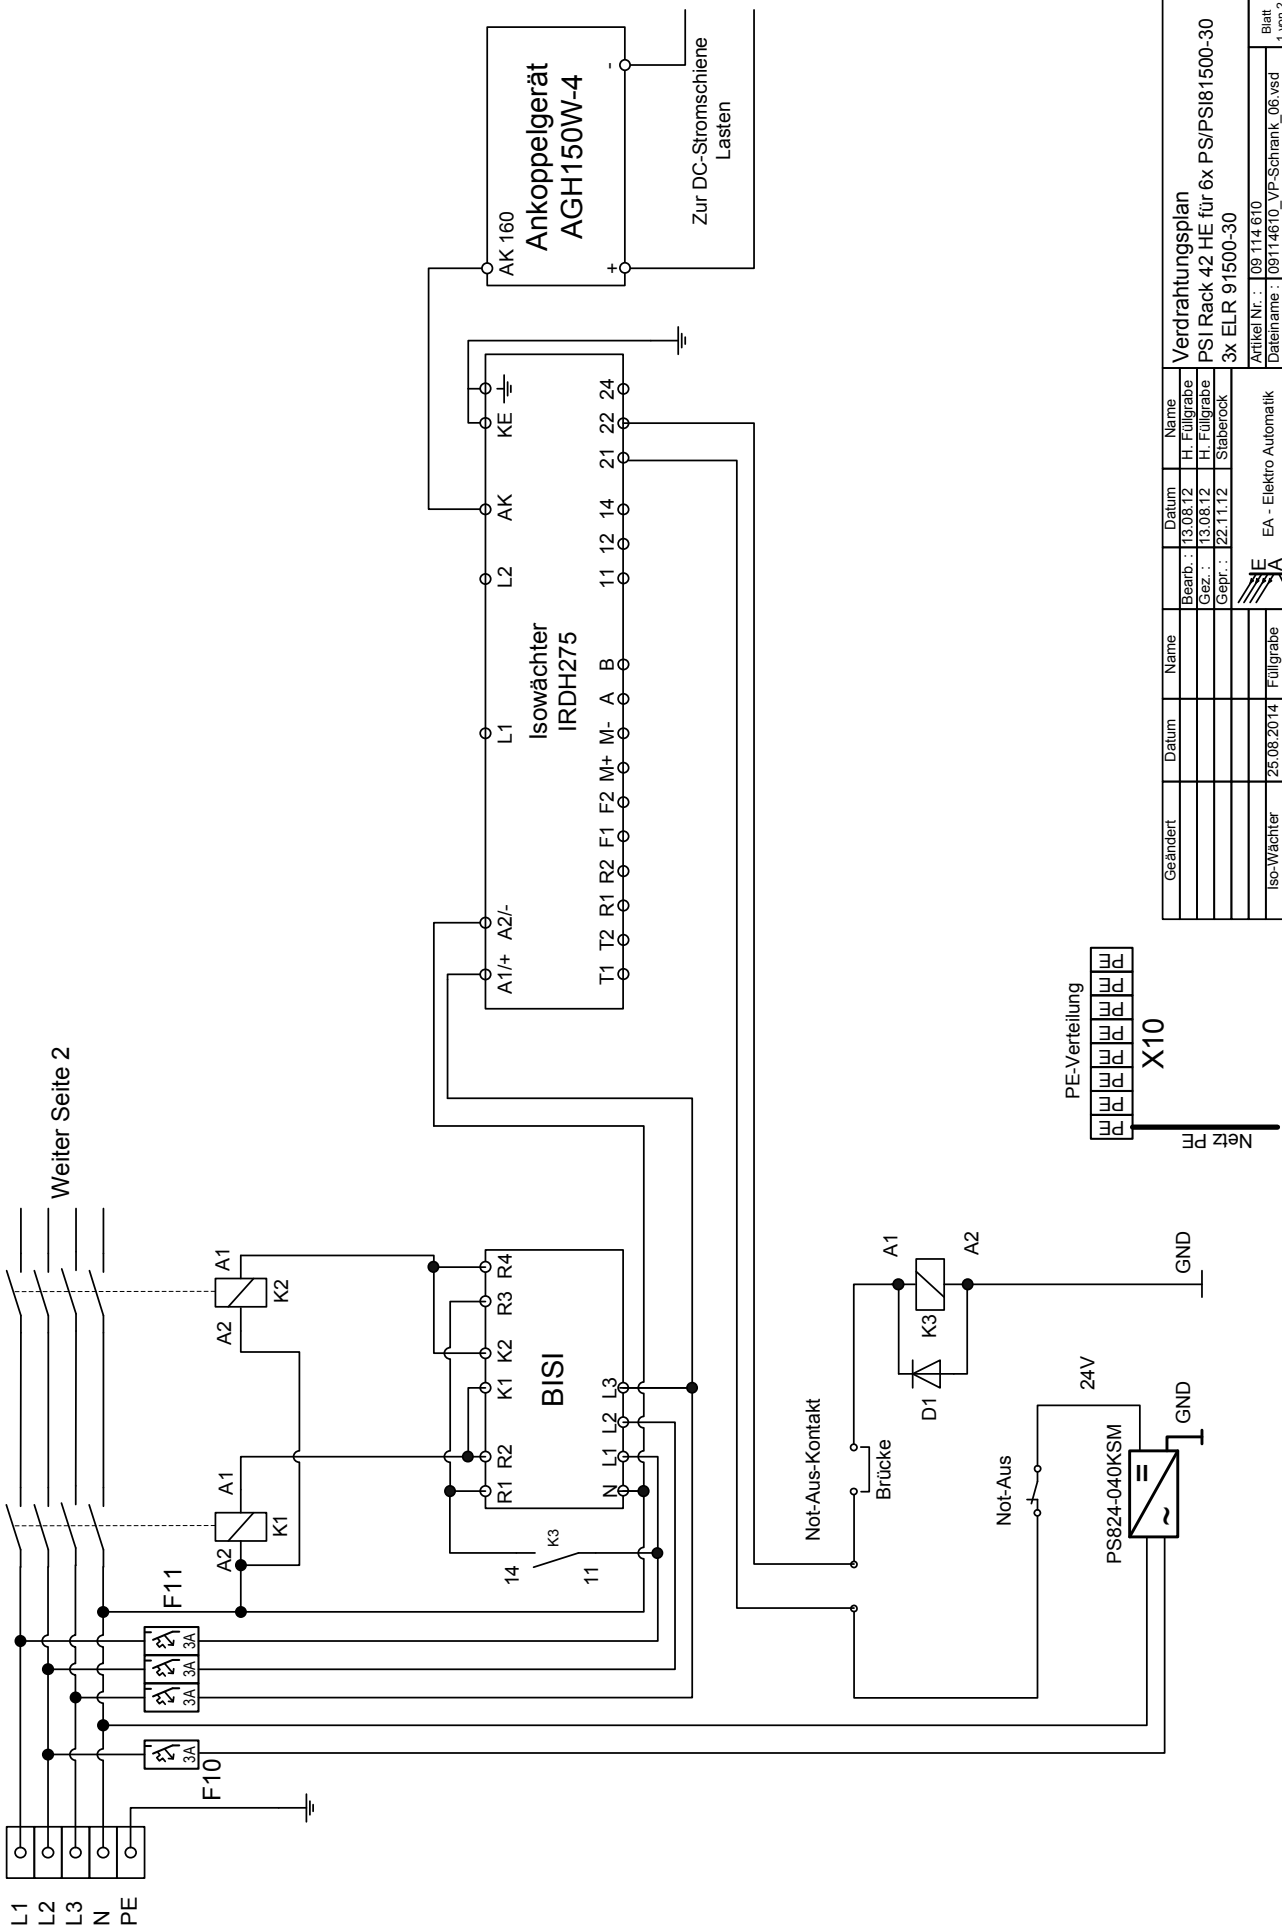 L1
L2
L3
N
PE
F10
3A
3A
3A
3A
F11
Weiter Seite 2
A2
K1
A1
A2
K2
A1
R1
R2
K1
K2
R3
R4
BISI
N
L1
L2
L3
14
K3
11
A1/+
A2/-
L1
L2
AK
KE
Isowächter
IRDH275
T1
T2
R1
R2
F1
F2
M+
M-
A
B
11
12
14
21
22
24
AK 160
Ankoppelgerät
AGH150W-4
+
-
Zur DC-Stromschiene
Lasten
Not-Aus-Kontakt
Brücke
A1
K3
A2
D1
GND
Not-Aus
24V
PS824-040KSM
GND
PE-Verteilung
PE
PE
PE
PE
PE
PE
PE
PE
X10
Netz PE
Geändert
Datum
Name
Datum
Name
Verdrahtungsplan
Bearb. :
13.08.12
H. Füllgrabe
PSI Rack 42 HE für 6x PS/PSI81500-30
Gez. :
13.08.12
H. Füllgrabe
3x ELR 91500-30
Gepr. :
22.11.12
Staberock
EA
EA - Elektro Automatik
Artikel Nr. :
09 114 610
Iso-Wächter
25.08.2014
Füllgrabe
Dateiname :
09114610_VP-Schrank_06.vsd
Blatt
1 von 2